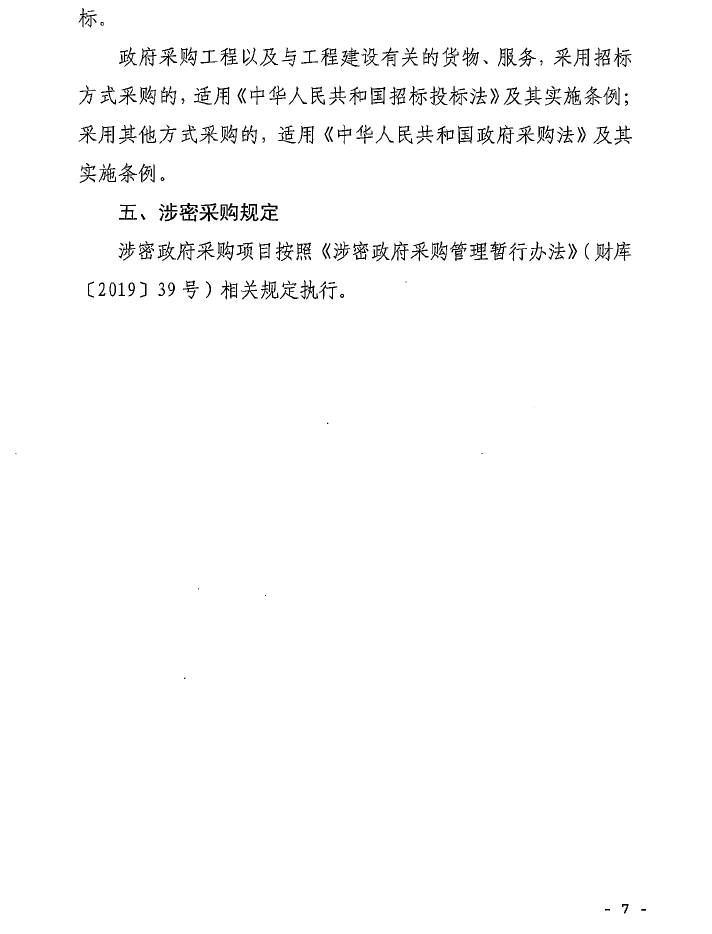 标。
政府采购工程以及与工程建设有关的货物、服务，采用招标
方式采购的，适用《中华人民共和国招标投标法》及其实施条例；
采用其他方式采购的，适用《中华人民共和国政府采购法》及其
实施条例。
五、涉密采购规定
涉密政府采购项目按照《涉密政府采购管理暂行办法》（财库
〔2019〕39 号）相关规定执行。
- 7 -